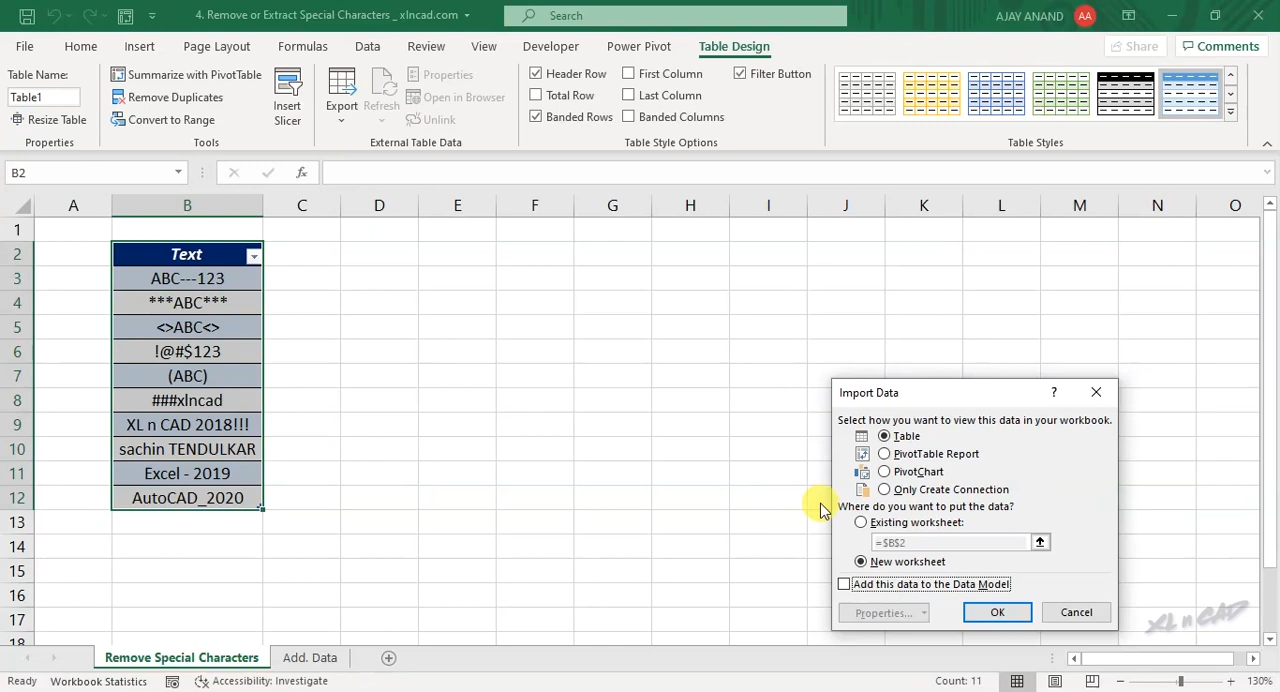 4. Remove or Extract Special Characters _ xlncad.com
Search
AJAY ANAND
AA
File Home Insert Page Layout Formulas Data Review View Developer Power Pivot Table Design Share Comments
Table Name:
Table1
Resize Table
Properties
Summarize with PivotTable
Remove Duplicates
Convert to Range
Tools
Insert
Slicer
Export
Refresh
Properties
Open in Browser
Unlink
External Table Data
Header Row
Total Row
Banded Rows
First Column
Last Column
Banded Columns
Filter Button
Table Style Options
Table Styles
B2
fx
A B C D E F G H I J K L M N O
1
2 Text
3 ABC---123
4 ***ABC***
5 <>ABC<>
6 !@#$123
7 (ABC)
8 ###xlncad
9 XL n CAD 2018!!!
10 sachin TENDULKAR
11 Excel - 2019
12 AutoCAD_2020
13
14
15
16
17
18
Import Data
?
Select how you want to view this data in your workbook.
Table
PivotTable Report
PivotChart
Only Create Connection
Where do you want to put the data?
Existing worksheet:
=$B$2
New worksheet
Add this data to the Data Model
Properties...
OK
Cancel
XL n CAD
Remove Special Characters
Add. Data
Ready
Workbook Statistics
Accessibility: Investigate
Count: 11
130%